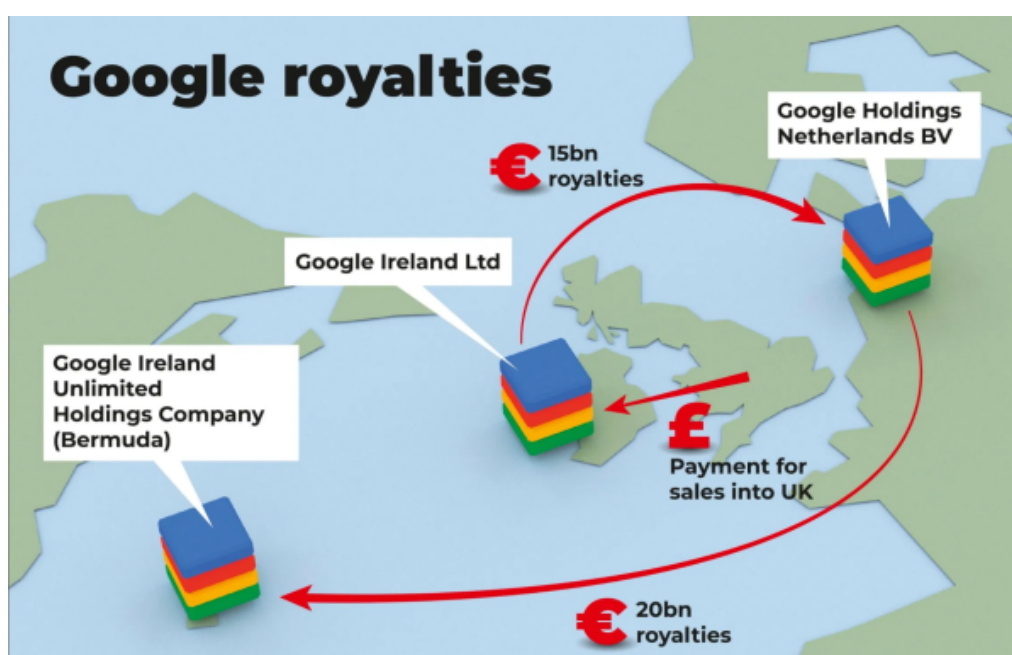 Google royalties
Google Holdings
Netherlands BV
€ 15bn
royalties
Google Ireland Ltd
Google Ireland
Unlimited
Holdings Company
(Bermuda)
£
Payment for
sales into UK
€ 20bn
royalties